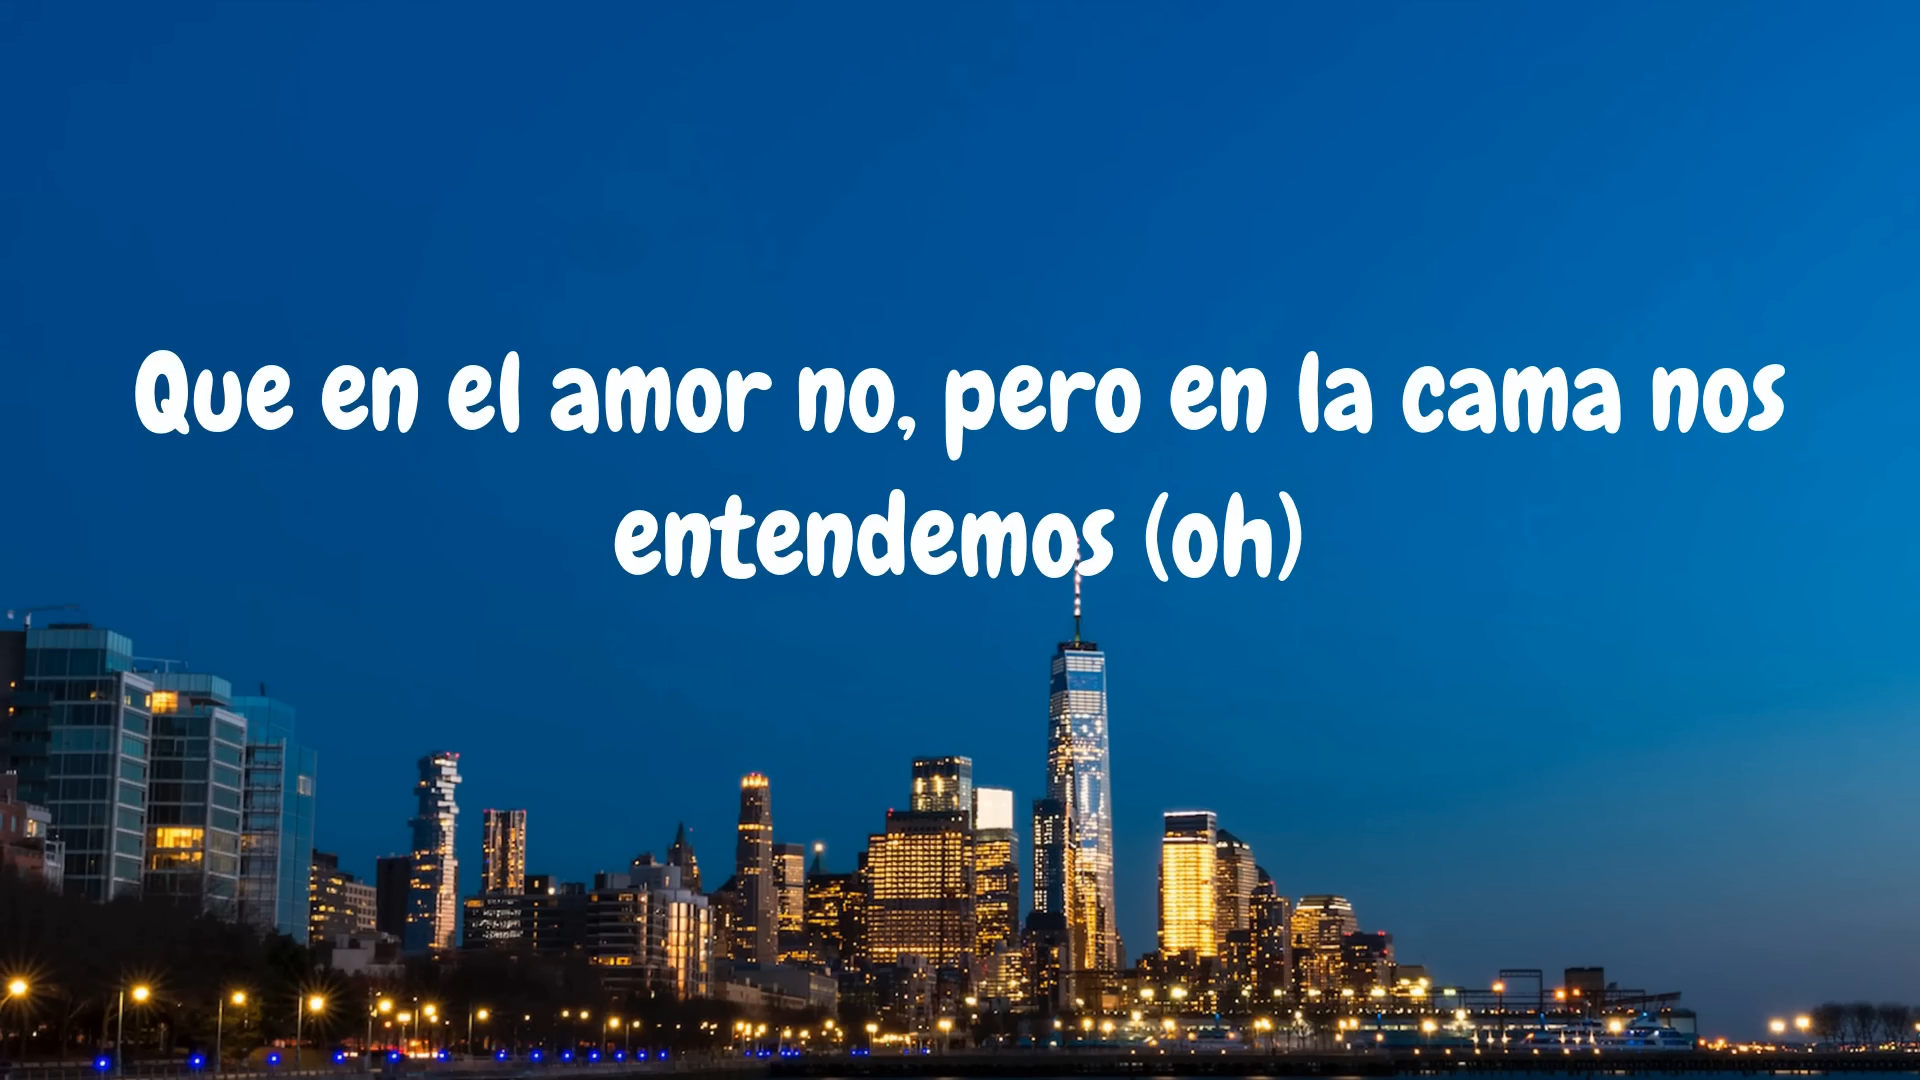 Que en el amor no, pero en la cama nos
entendemos (oh)